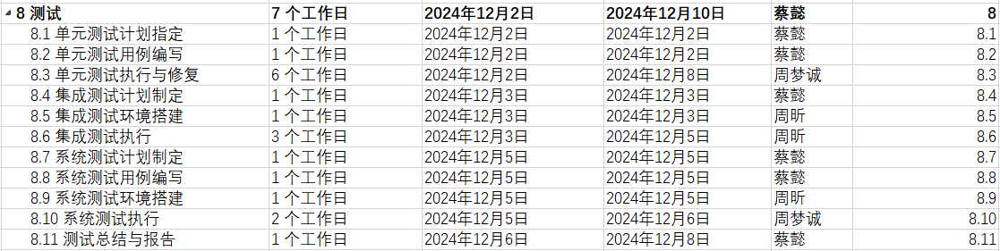 8 测试 7 个工作日 2024年12月2日 2024年12月10日 蔡懿 8
8.1 单元测试计划指定 1 个工作日 2024年12月2日 2024年12月2日 蔡懿 8.1
8.2 单元测试用例编写 1 个工作日 2024年12月2日 2024年12月2日 蔡懿 8.2
8.3 单元测试执行与修复 6 个工作日 2024年12月2日 2024年12月8日 周梦诚 8.3
8.4 集成测试计划制定 1 个工作日 2024年12月3日 2024年12月3日 蔡懿 8.4
8.5 集成测试环境搭建 1 个工作日 2024年12月3日 2024年12月3日 周昕 8.5
8.6 集成测试执行 3 个工作日 2024年12月3日 2024年12月5日 周昕 8.6
8.7 系统测试计划制定 1 个工作日 2024年12月5日 2024年12月5日 蔡懿 8.7
8.8 系统测试用例编写 1 个工作日 2024年12月5日 2024年12月5日 蔡懿 8.8
8.9 系统测试环境搭建 1 个工作日 2024年12月5日 2024年12月5日 周昕 8.9
8.10 系统测试执行 2 个工作日 2024年12月5日 2024年12月6日 周梦诚 8.10
8.11 测试总结与报告 1 个工作日 2024年12月6日 2024年12月8日 蔡懿 8.11